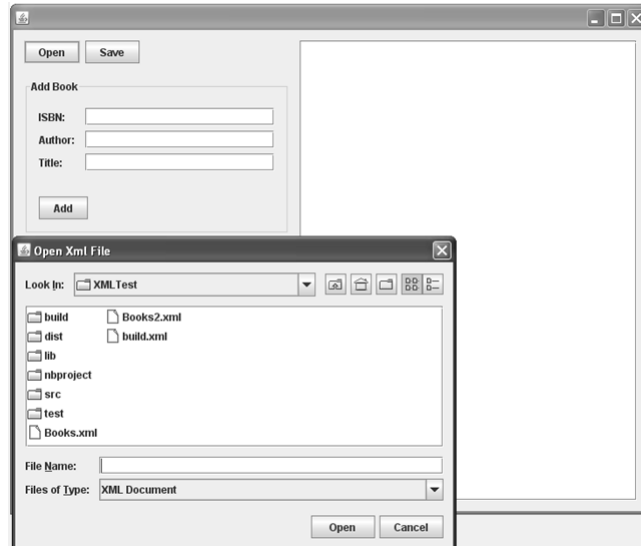 Open Save
Add Book
ISBN:
Author:
Title:
Add
Open Xml File
Look In: XMLTest
build Books2.xml
dist build.xml
lib
nbproject
src
test
Books.xml
File Name:
Files of Type: XML Document
Open Cancel